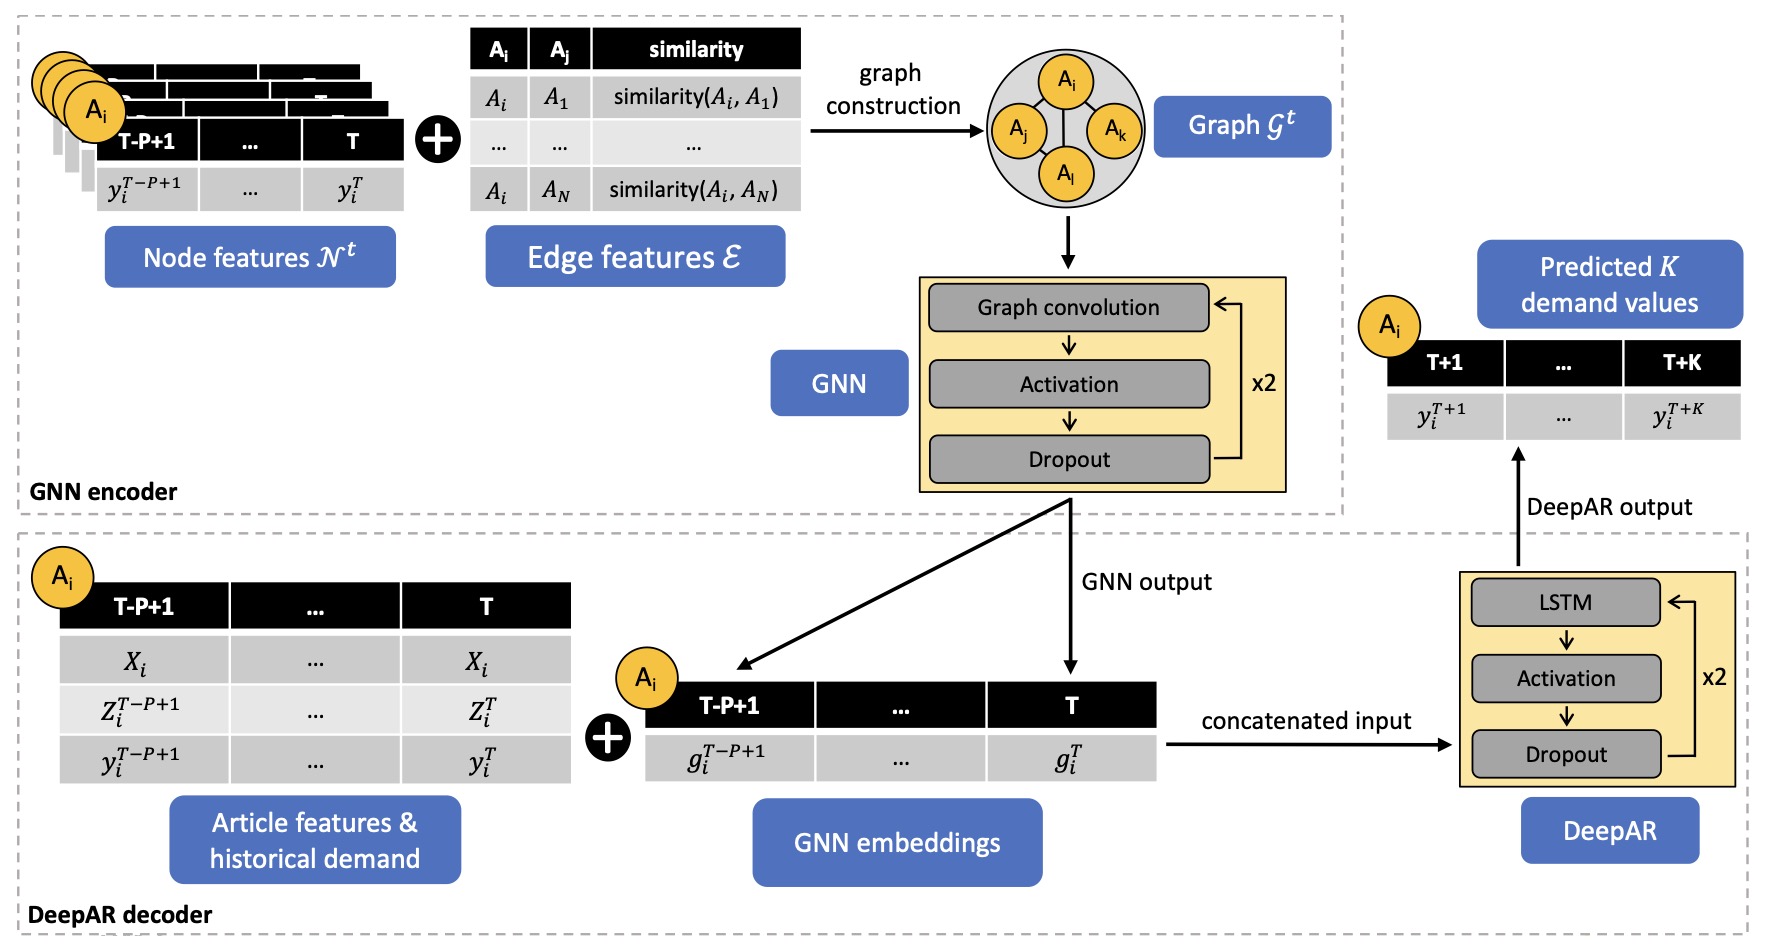 A_i A_j similarity
A_i A_1 similarity(A_i, A_1)
... ... ...
A_i A_N similarity(A_i, A_N)
A_i
T-P+1 ... T
y_i^{T-P+1} ... y_i^T
Node features 𝒩^t
Edge features ℰ
graph
construction
A_i
A_j A_k
A_l
Graph 𝒢^t
GNN
Graph convolution
Activation
Dropout
x2
GNN encoder
Predicted K
demand values
A_i
T+1 ... T+K
y_i^{T+1} ... y_i^{T+K}
DeepAR output
GNN output
A_i
T-P+1 ... T
X_i ... X_i
Z_i^{T-P+1} ... Z_i^T
y_i^{T-P+1} ... y_i^T
Article features &
historical demand
A_i
T-P+1 ... T
g_i^{T-P+1} ... g_i^T
GNN embeddings
concatenated input
LSTM
Activation
Dropout
x2
DeepAR
DeepAR decoder